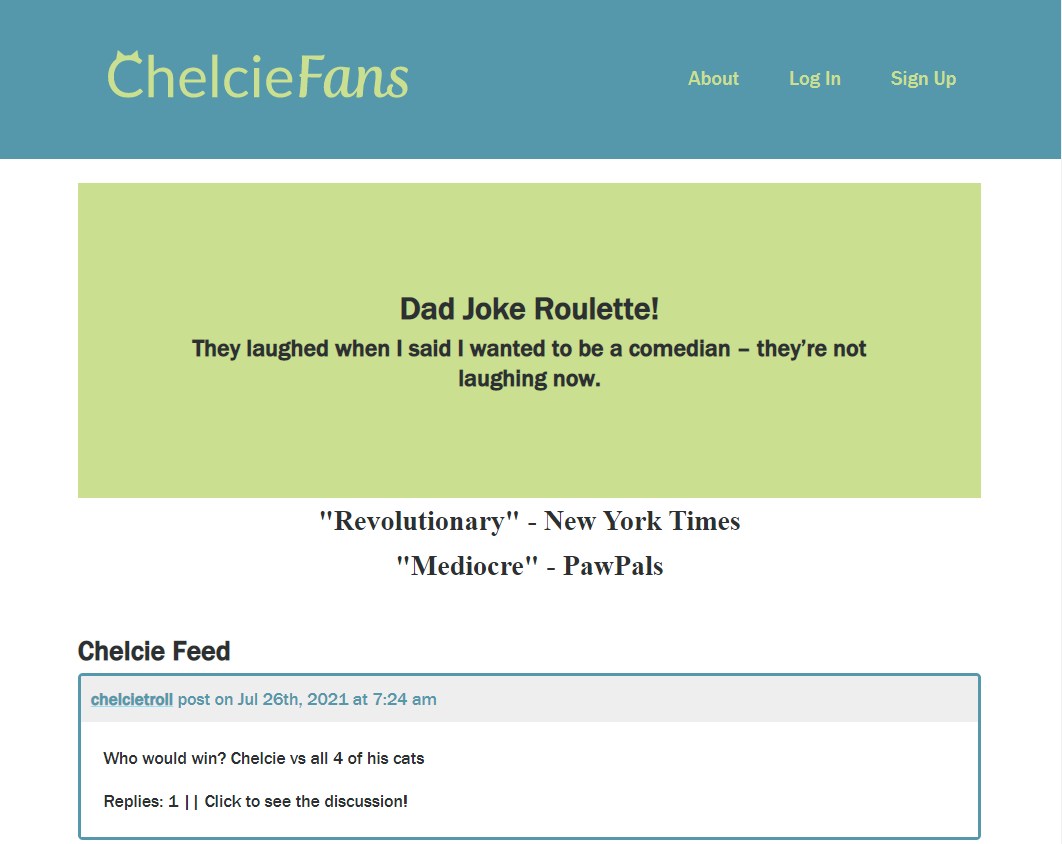 ChelcieFans
About
Log In
Sign Up
Dad Joke Roulette!
They laughed when I said I wanted to be a comedian – they’re not
laughing now.
"Revolutionary" - New York Times
"Mediocre" - PawPals
Chelcie Feed
chelcietroll post on Jul 26th, 2021 at 7:24 am
Who would win? Chelcie vs all 4 of his cats
Replies: 1 || Click to see the discussion!